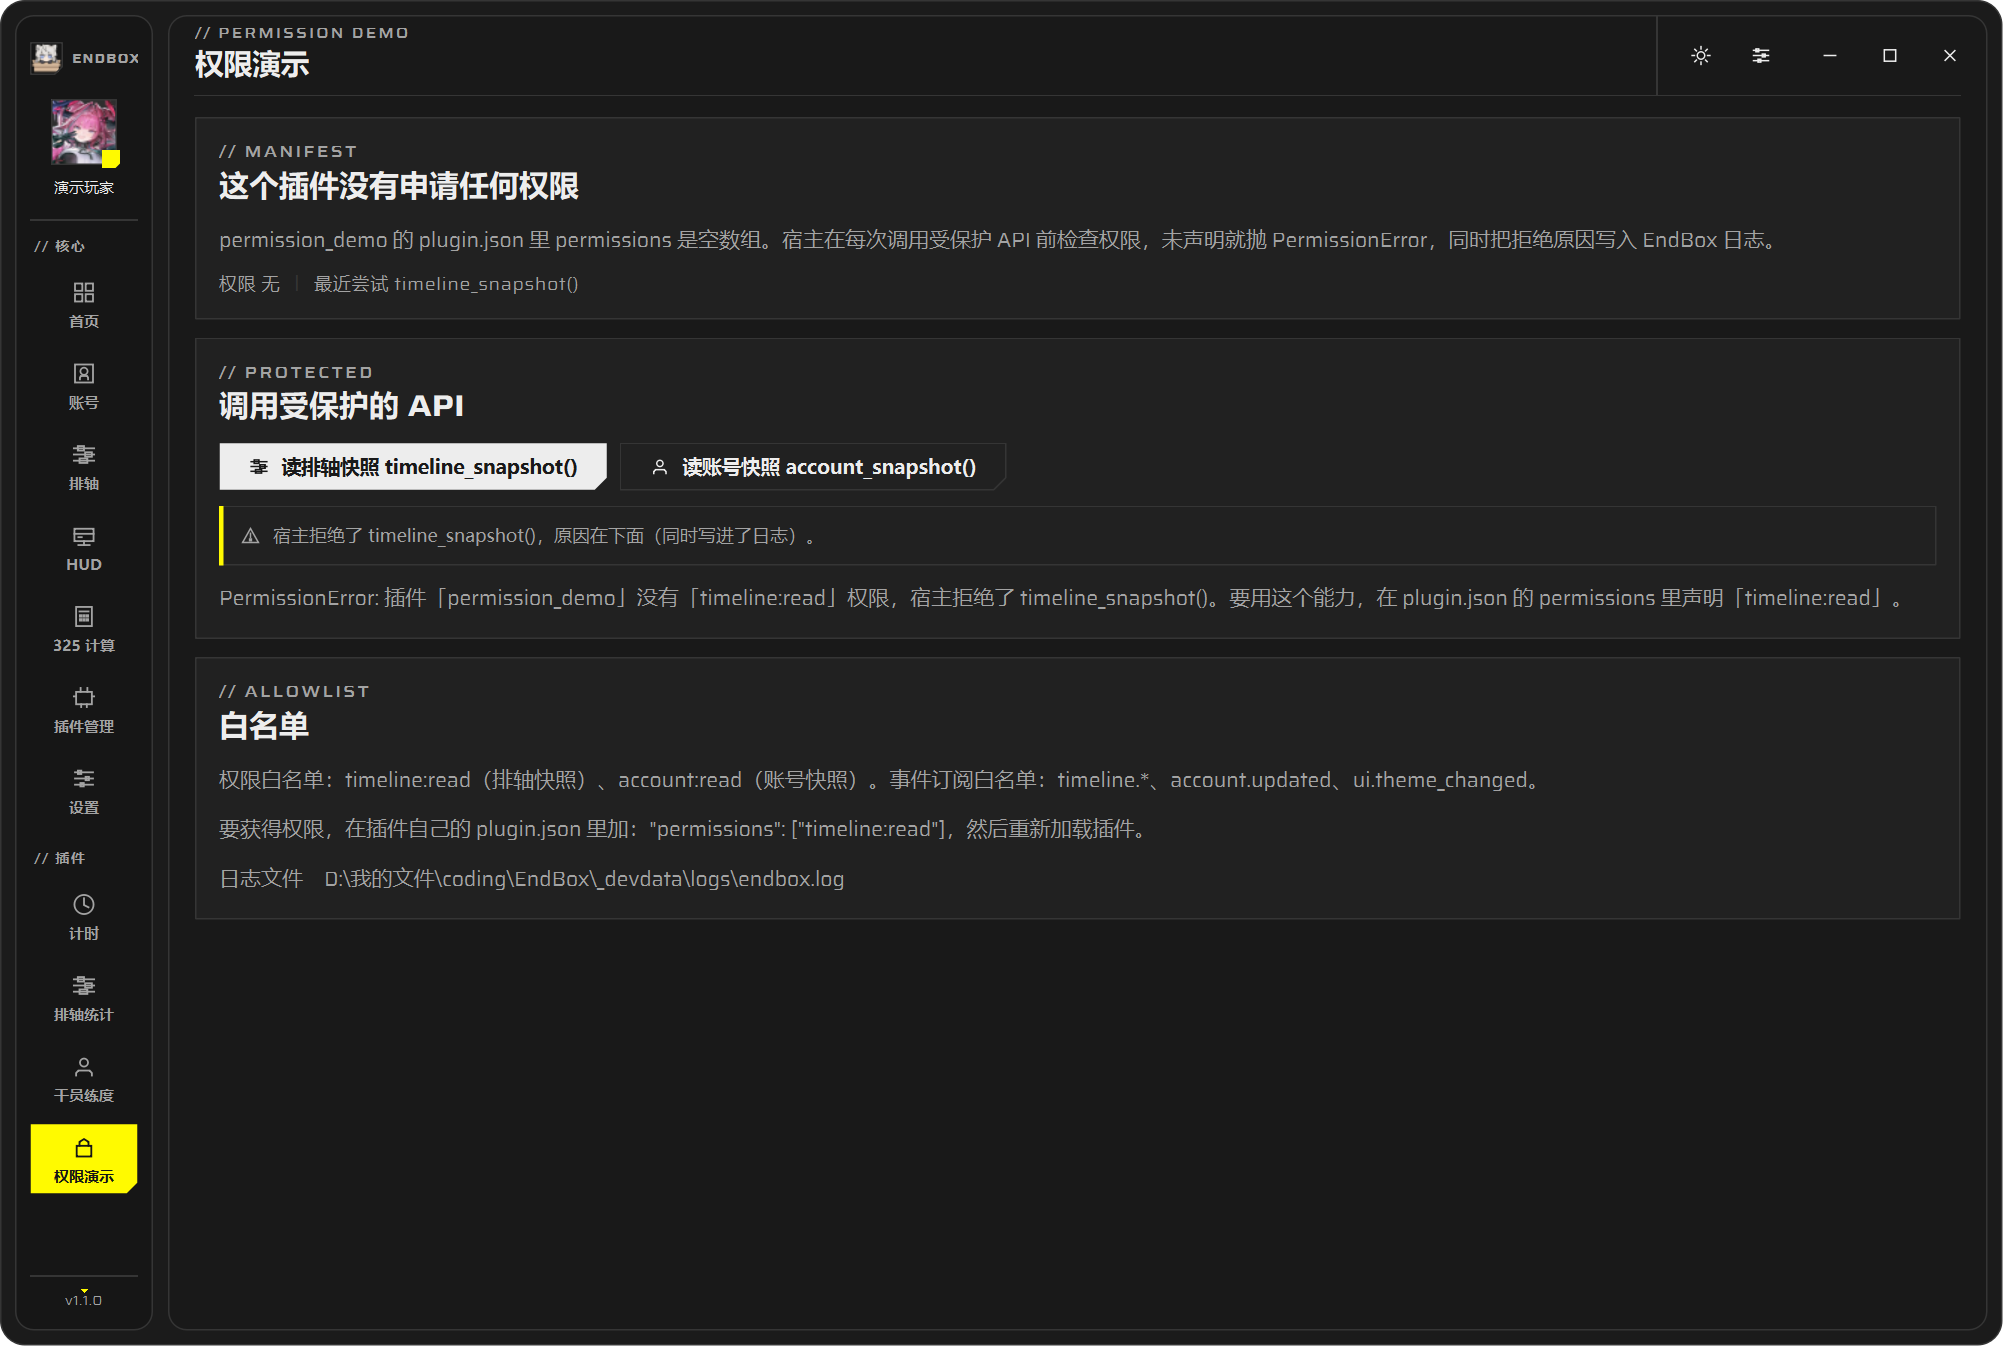 ENDBOX
演示玩家
// 核心
首页
账号
排轴
HUD
325 计算
插件管理
设置
// 插件
计时
排轴统计
干员练度
权限演示
v1.1.0
// PERMISSION DEMO
权限演示
// MANIFEST
这个插件没有申请任何权限
permission_demo 的 plugin.json 里 permissions 是空数组。宿主在每次调用受保护 API 前检查权限，未声明就抛 PermissionError，同时把拒绝原因写入 EndBox 日志。
权限 无 | 最近尝试 timeline_snapshot()
// PROTECTED
调用受保护的 API
读排轴快照 timeline_snapshot()
读账号快照 account_snapshot()
宿主拒绝了 timeline_snapshot()，原因在下面（同时写进了日志）。
PermissionError: 插件「permission_demo」没有「timeline:read」权限，宿主拒绝了 timeline_snapshot()。要用这个能力，在 plugin.json 的 permissions 里声明「timeline:read」。
// ALLOWLIST
白名单
权限白名单：timeline:read（排轴快照）、account:read（账号快照）。事件订阅白名单：timeline.*、account.updated、ui.theme_changed。
要获得权限，在插件自己的 plugin.json 里加："permissions": ["timeline:read"]，然后重新加载插件。
日志文件 D:\我的文件\coding\EndBox\_devdata\logs\endbox.log